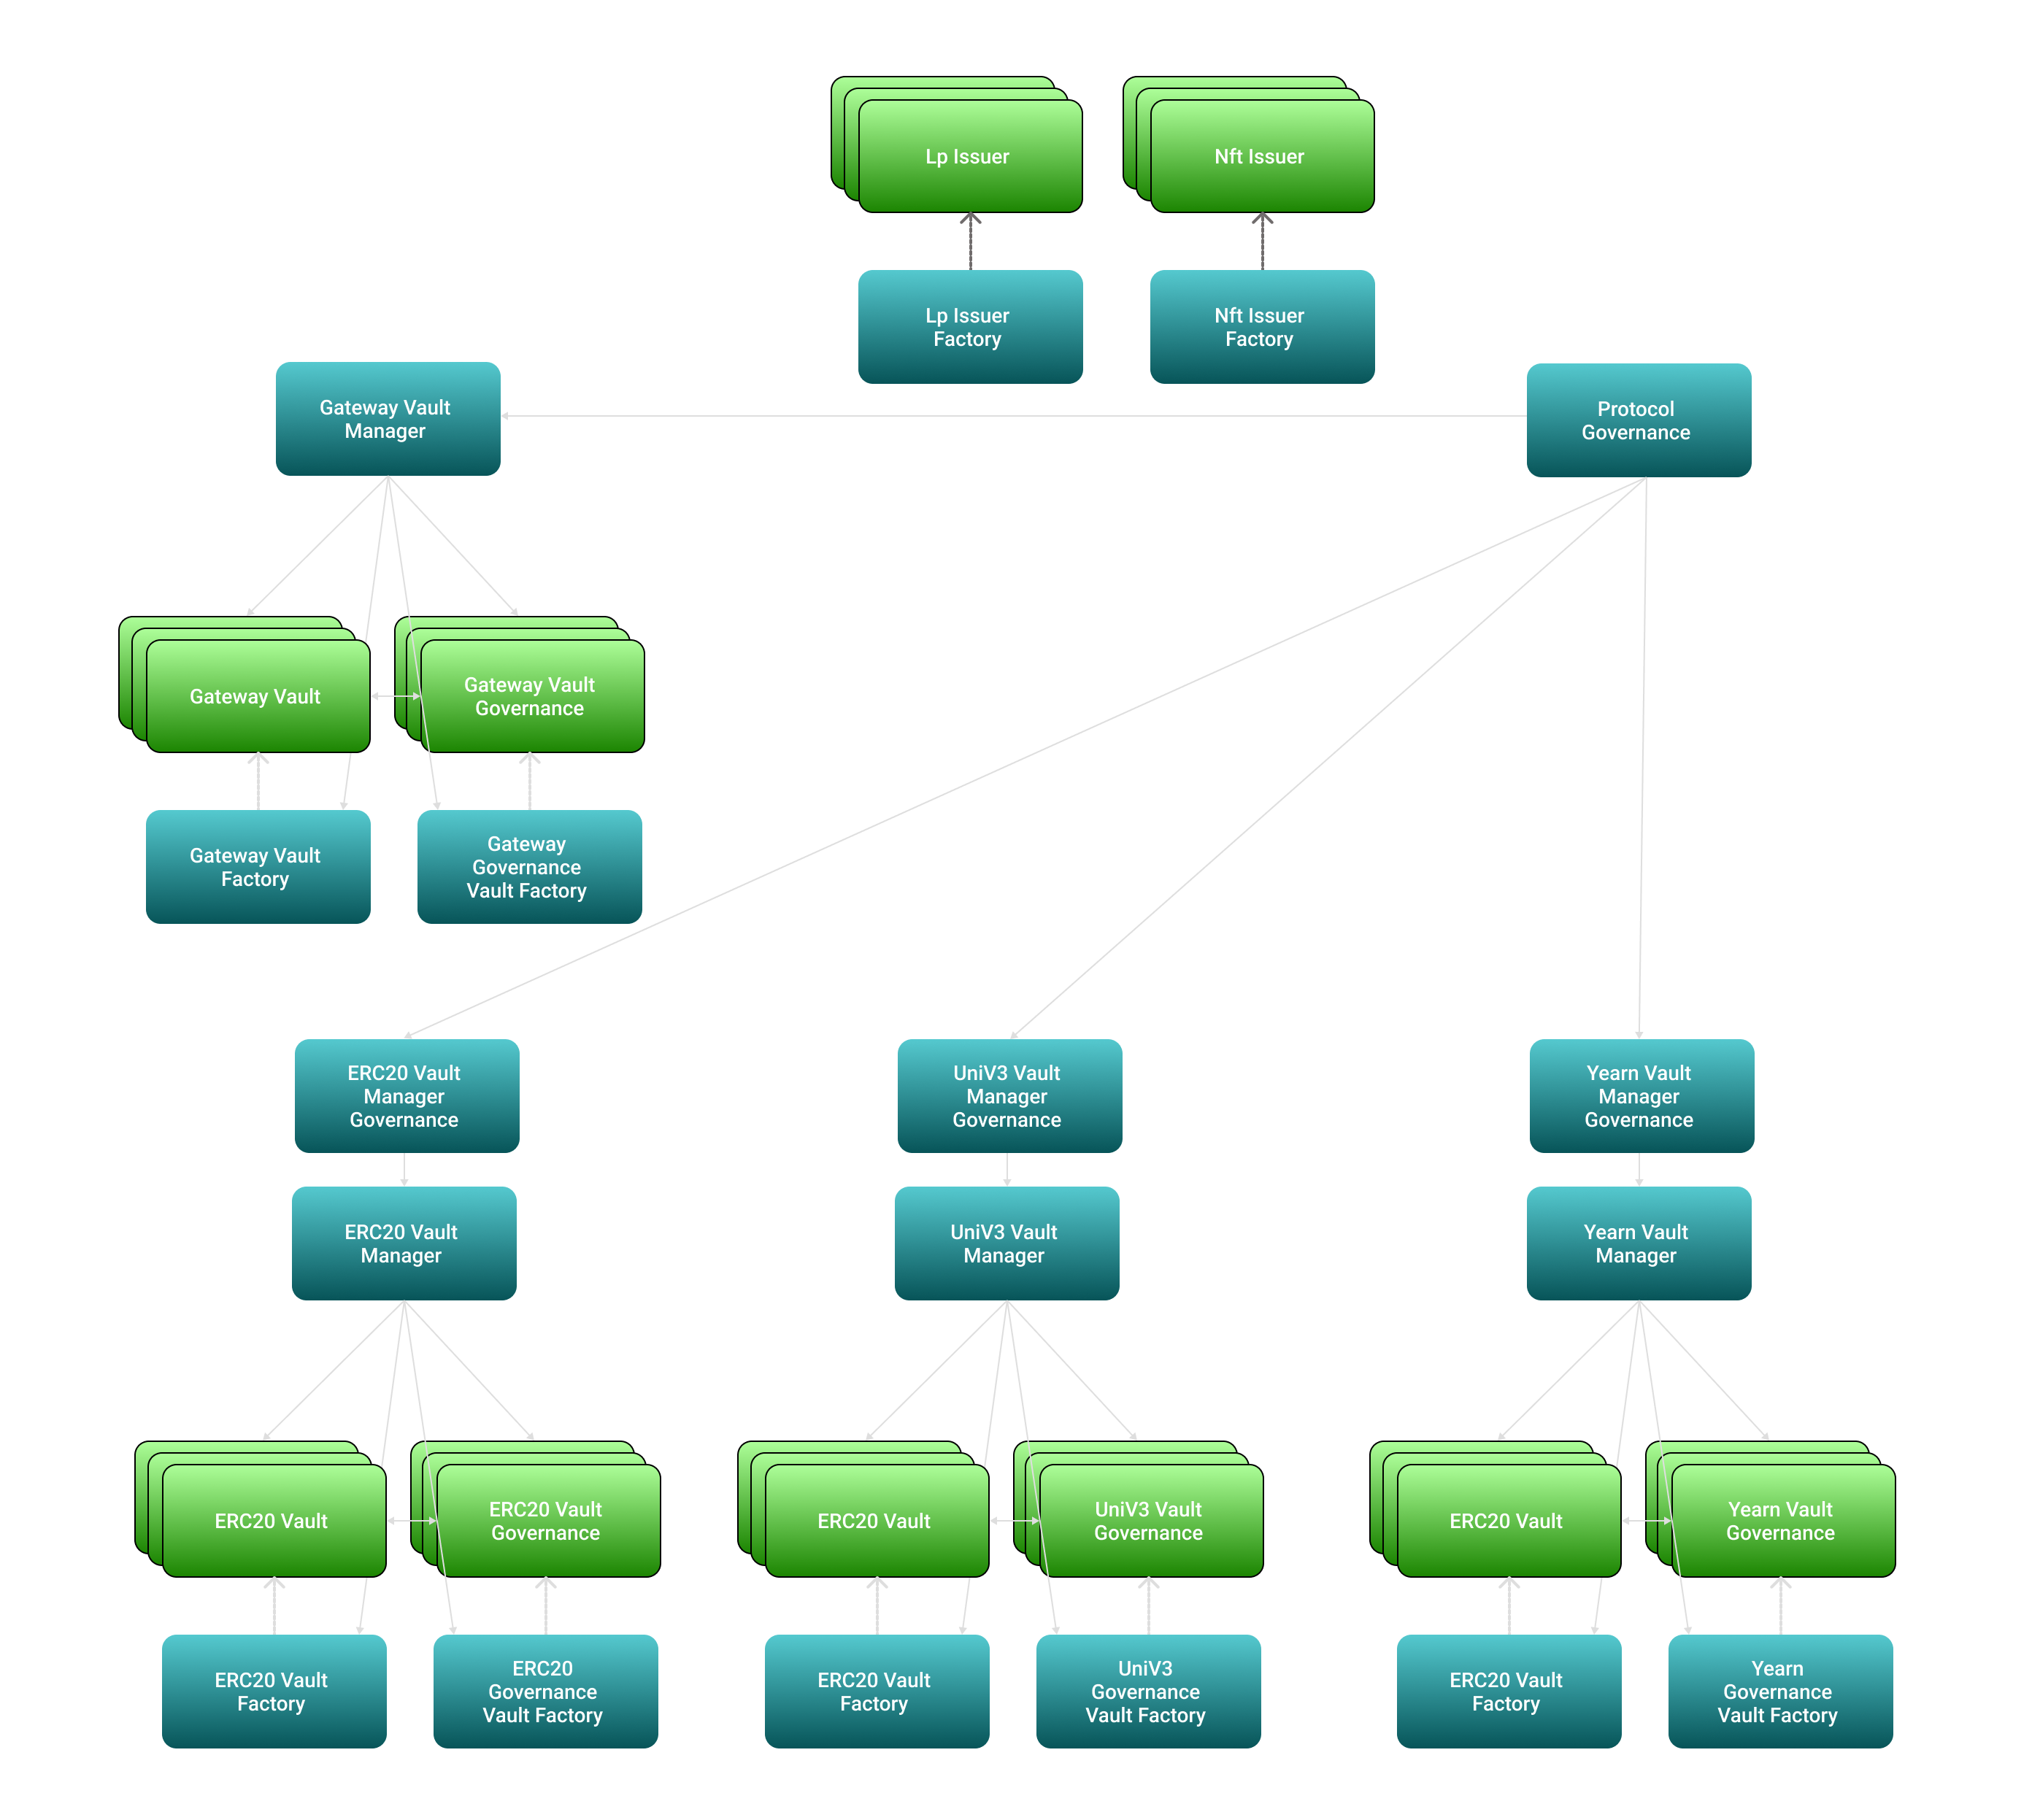 Lp Issuer
Nft Issuer
Lp Issuer
Factory
Nft Issuer
Factory
Gateway Vault
Manager
Protocol
Governance
Gateway Vault
Gateway Vault
Governance
Gateway Vault
Factory
Gateway
Governance
Vault Factory
ERC20 Vault
Manager
Governance
UniV3 Vault
Manager
Governance
Yearn Vault
Manager
Governance
ERC20 Vault
Manager
UniV3 Vault
Manager
Yearn Vault
Manager
ERC20 Vault
ERC20 Vault
Governance
ERC20 Vault
UniV3 Vault
Governance
ERC20 Vault
Yearn Vault
Governance
ERC20 Vault
Factory
ERC20
Governance
Vault Factory
ERC20 Vault
Factory
UniV3
Governance
Vault Factory
ERC20 Vault
Factory
Yearn
Governance
Vault Factory